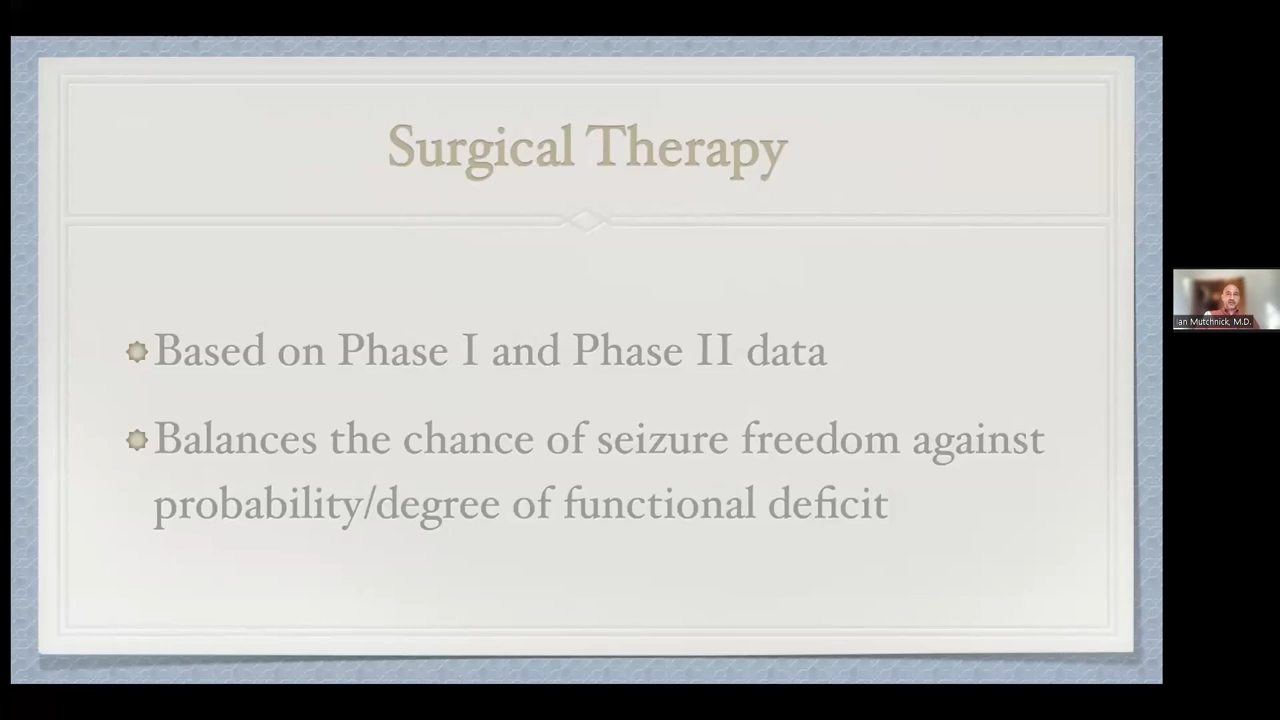 Surgical Therapy
Based on Phase I and Phase II data
Balances the chance of seizure freedom against
probability/degree of functional deficit
Ian Mutchnick, M.D.